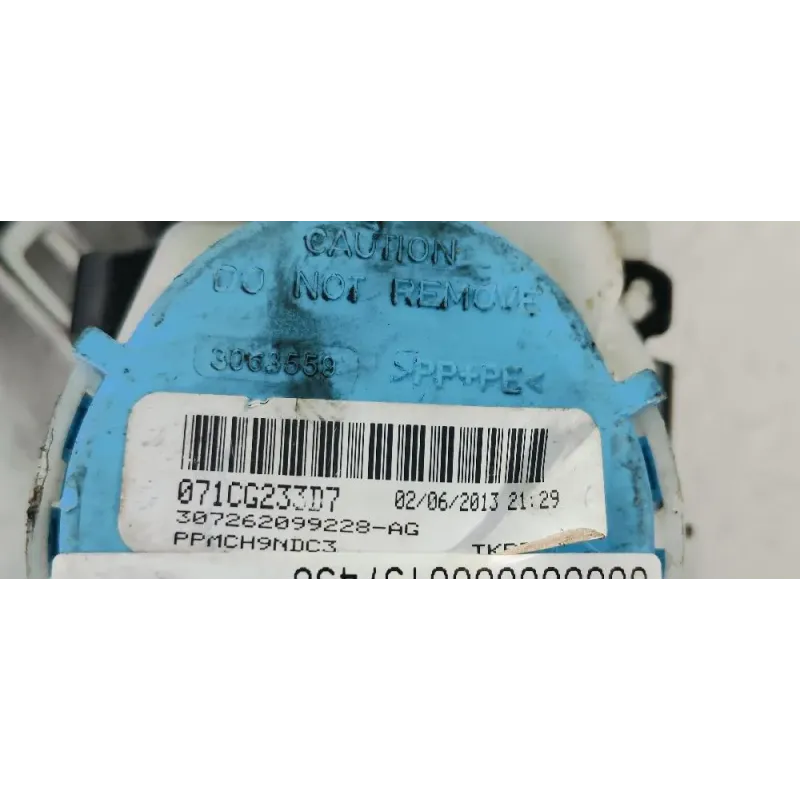 CAUTION
DO NOT REMOVE
3063559 >PP+PE<
071CG233D7 02/06/2013 21:29
307262099228-AG
PPMCH9NDC3